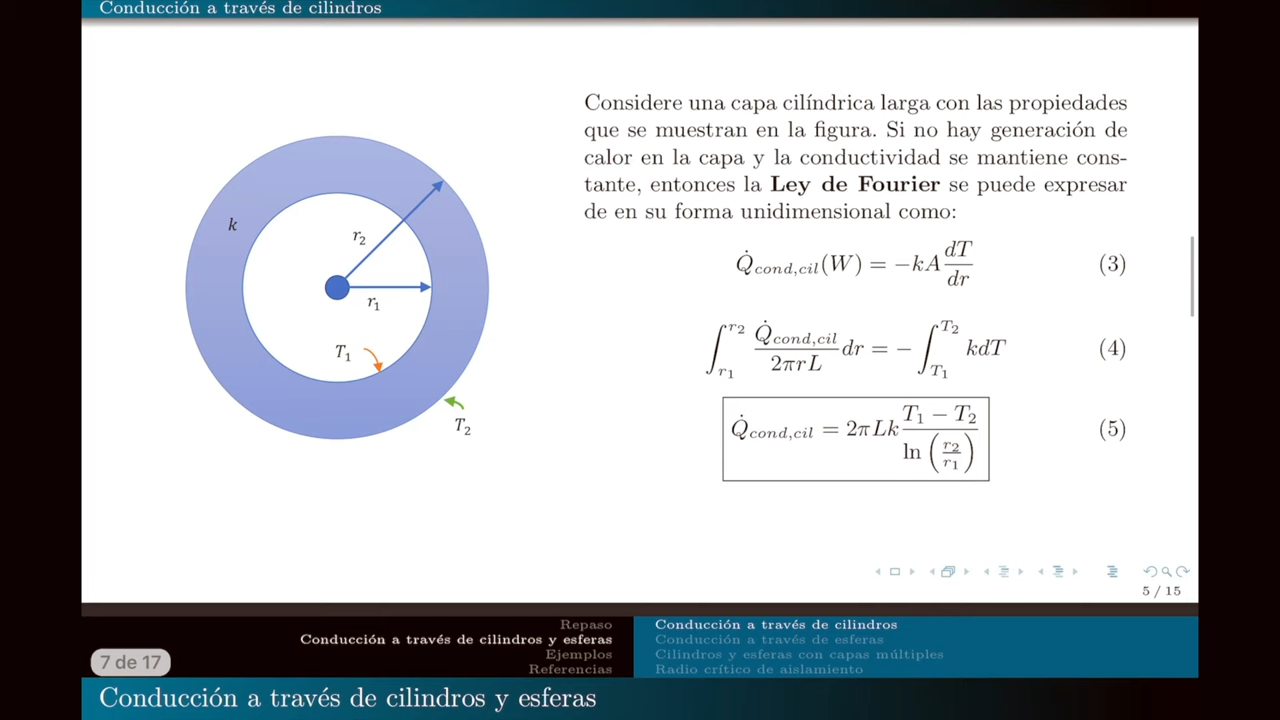 Conducción a través de cilindros
Considere una capa cilíndrica larga con las propiedades
que se muestran en la figura. Si no hay generación de
calor en la capa y la conductividad se mantiene cons-
tante, entonces la Ley de Fourier se puede expresar
de en su forma unidimensional como:
k
r₂
r₁
T₁
T₂
Q̇_{cond,cil}(W) = −kA dT/dr (3)
∫_{r₁}^{r₂} Q̇_{cond,cil}/2πrL dr = − ∫_{T₁}^{T₂} kdT (4)
Q̇_{cond,cil} = 2πLk T₁ − T₂/ln(r₂/r₁) (5)
5 / 15
Repaso
Conducción a través de cilindros y esferas
Ejemplos
Referencias
Conducción a través de cilindros
Conducción a través de esferas
Cilindros y esferas con capas múltiples
Radio crítico de aislamiento
7 de 17
Conducción a través de cilindros y esferas